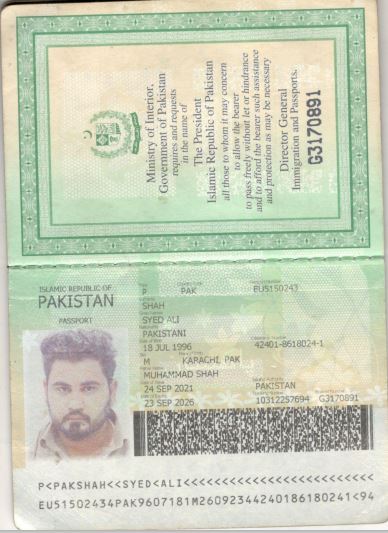 Ministry of Interior,
Government of Pakistan
requires and requests
in the name of
The President
Islamic Republic of Pakistan
all those to whom it may concern
to allow the bearer
to pass freely without let or hindrance
and to afford the bearer such assistance
and protection as may be necessary
Director General
Immigration and Passports.
G3170891
ISLAMIC REPUBLIC OF
PAKISTAN
PASSPORT
P PAK EU5150243
SHAH
SYED ALI
PAKISTANI
18 JUL 1996 42401-8618024-1
M KARACHI, PAK
MUHAMMAD SHAH
24 SEP 2021 PAKISTAN
23 SEP 2026 10312257694 G3170891
P<PAKSHAH<<SYED<ALI<<<<<<<<<<<<<<<<<<<<<<<<<
EU51502434PAK9607181M2609234424018618024​1<94